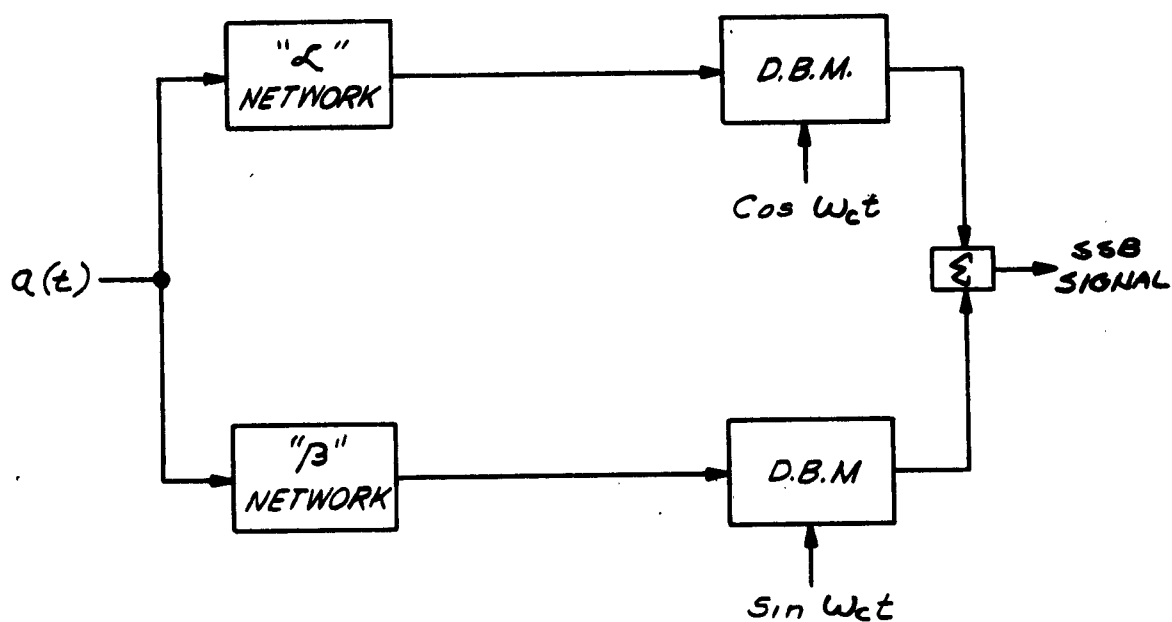 "α"
NETWORK
D.B.M.
Cos ωct
a(t)
Σ
SSB
SIGNAL
"β"
NETWORK
D.B.M
Sin ωct